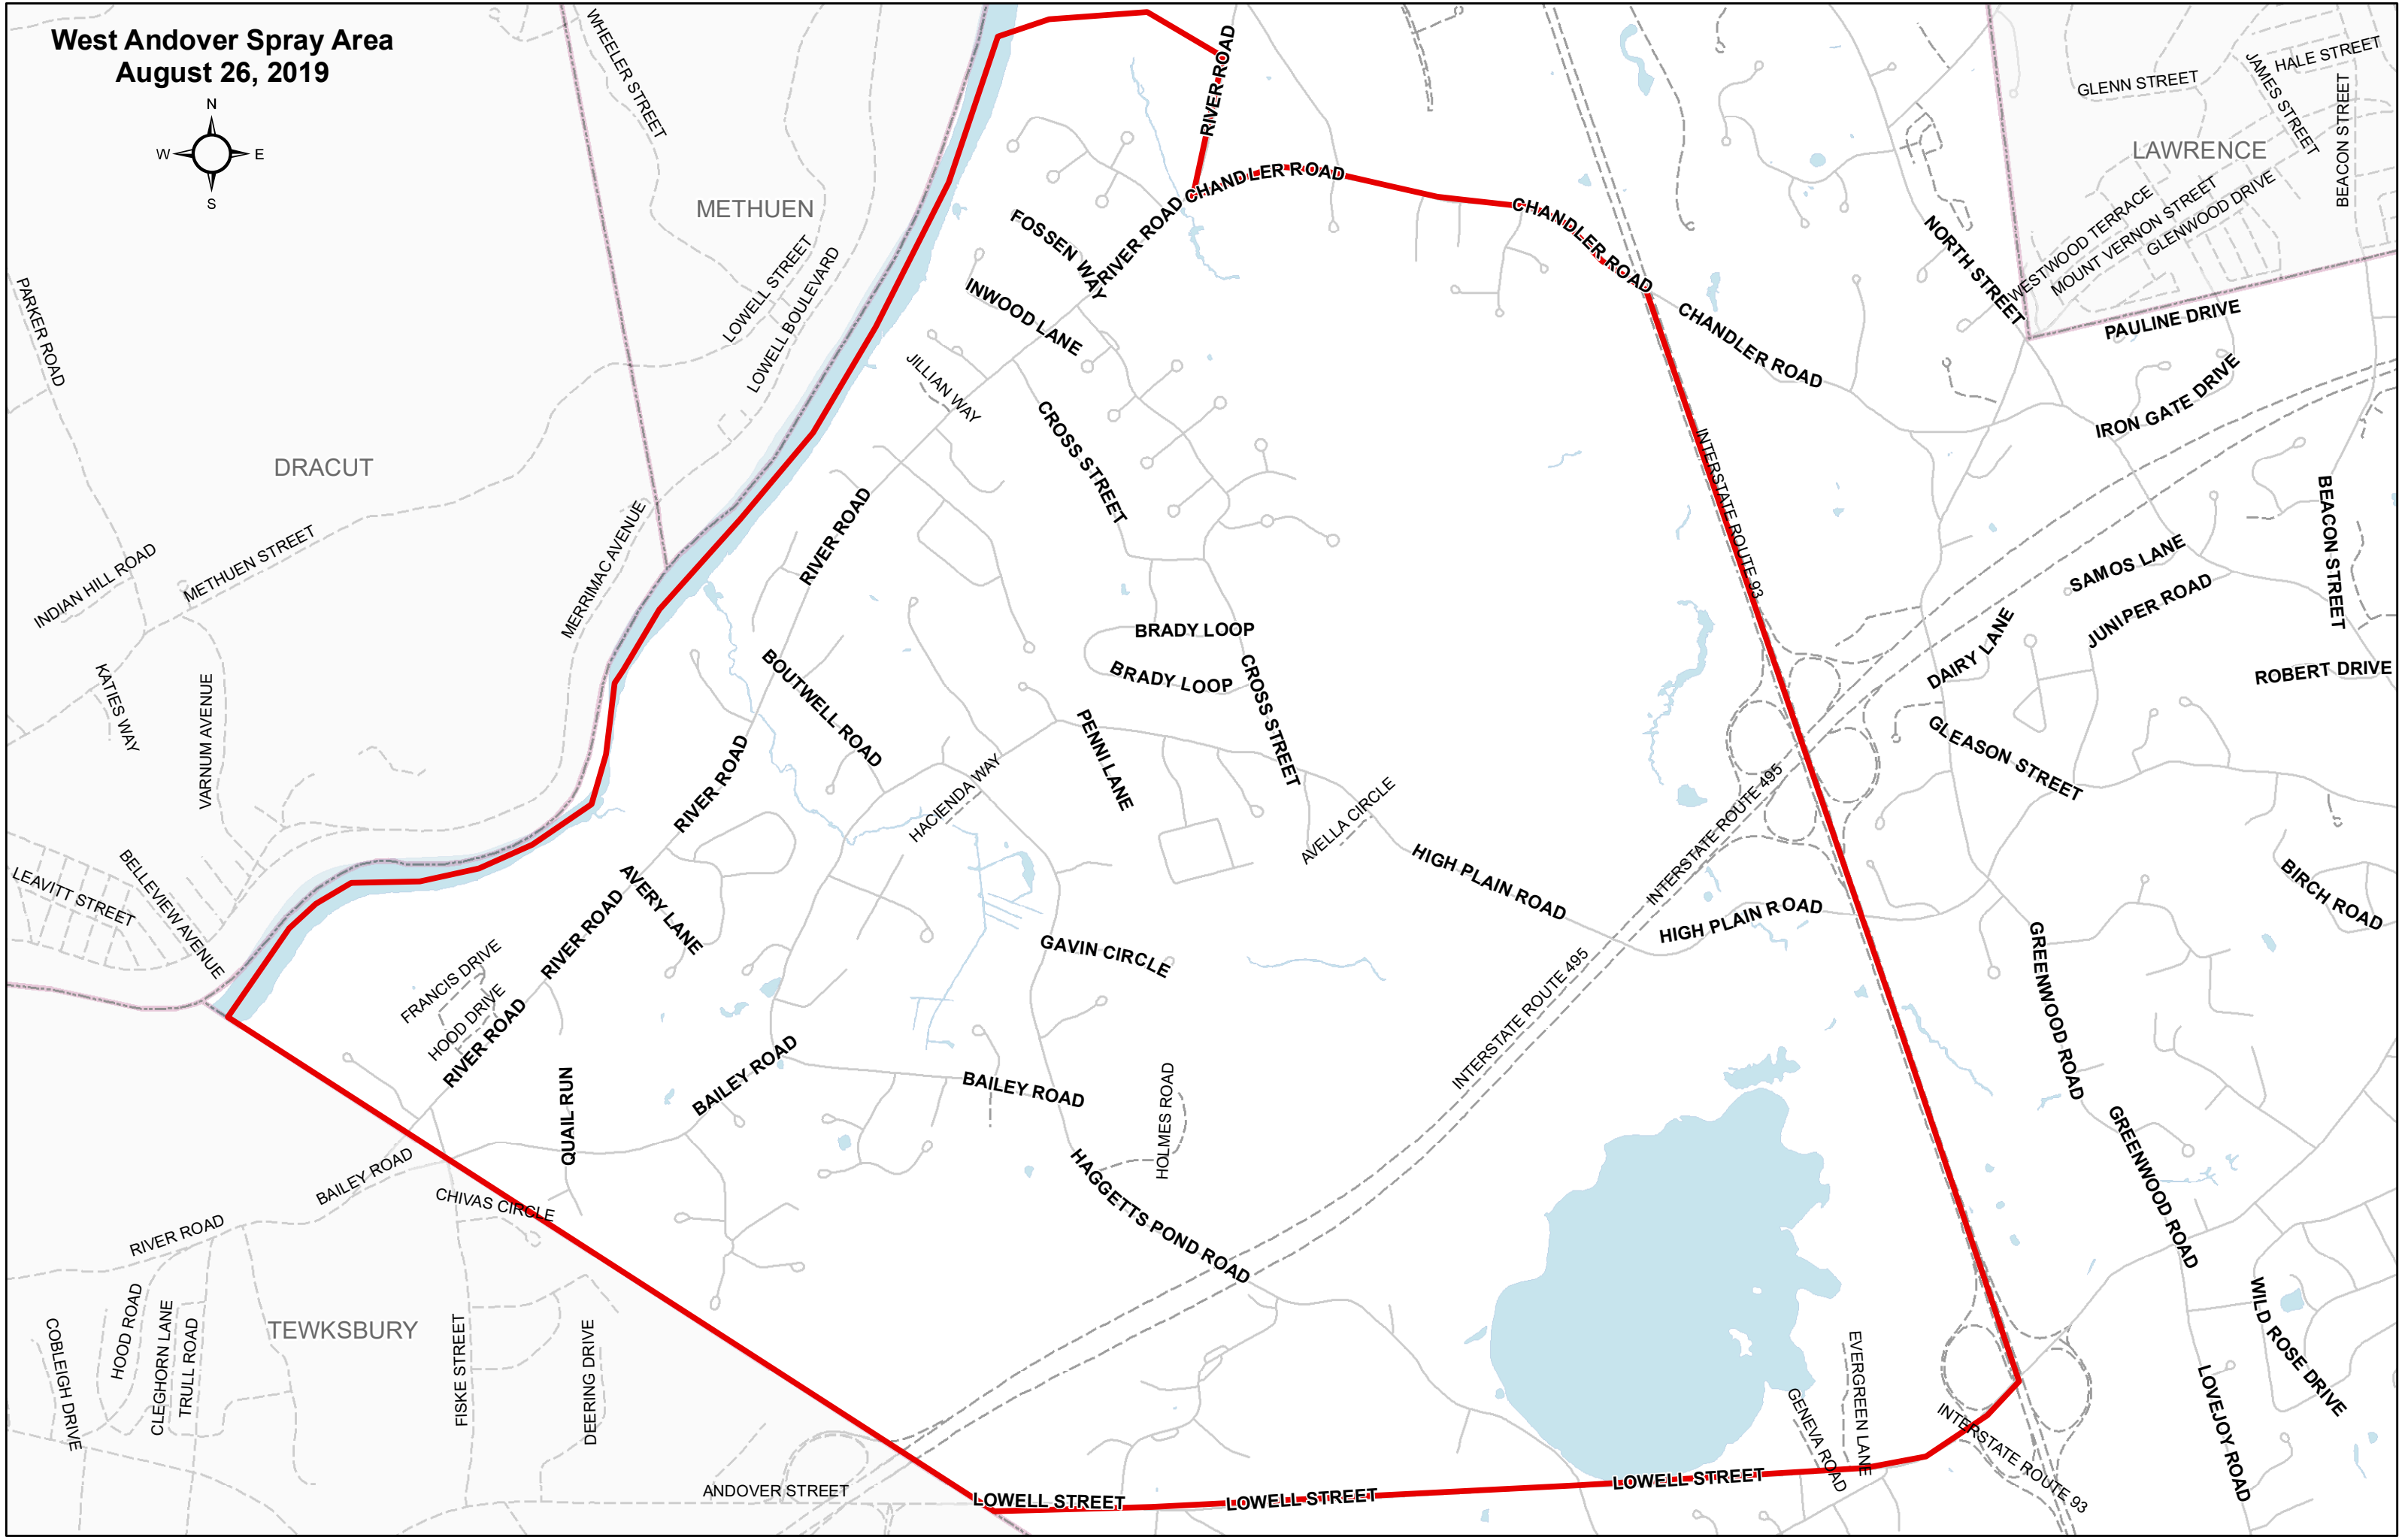 West Andover Spray Area
August 26, 2019
N
W
E
S
WHEELER STREET
METHUEN
LOWELL STREET
LOWELL BOULEVARD
PARKER ROAD
DRACUT
METHUEN STREET
INDIAN HILL ROAD
MERRIMAC AVENUE
KATIES WAY
VARNUM AVENUE
LEAVITT STREET
BELLEVIEW AVENUE
RIVER ROAD
CHANDLER ROAD
CHANDLER ROAD
CHANDLER ROAD
RIVER ROAD
FOSSEN WAY
INWOOD LANE
JILLIAN WAY
CROSS STREET
RIVER ROAD
BRADY LOOP
BRADY LOOP
CROSS STREET
BOUTWELL ROAD
PENNI LANE
HACIENDA WAY
AVELLA CIRCLE
RIVER ROAD
AVERY LANE
RIVER ROAD
FRANCIS DRIVE
HOOD DRIVE
RIVER ROAD
QUAIL RUN
BAILEY ROAD
BAILEY ROAD
GAVIN CIRCLE
HOLMES ROAD
HAGGETTS POND ROAD
HIGH PLAIN ROAD
HIGH PLAIN ROAD
INTERSTATE ROUTE 495
INTERSTATE ROUTE 495
INTERSTATE ROUTE 93
GLENN STREET
HALE STREET
JAMES STREET
BEACON STREET
LAWRENCE
WESTWOOD TERRACE
MOUNT VERNON STREET
GLENWOOD DRIVE
NORTH STREET
PAULINE DRIVE
IRON GATE DRIVE
BEACON STREET
SAMOS LANE
JUNIPER ROAD
DAIRY LANE
ROBERT DRIVE
GLEASON STREET
BIRCH ROAD
GREENWOOD ROAD
GREENWOOD ROAD
WILD ROSE DRIVE
LOVEJOY ROAD
EVERGREEN LANE
GENEVA ROAD
INTERSTATE ROUTE 93
BAILEY ROAD
CHIVAS CIRCLE
RIVER ROAD
TEWKSBURY
HOOD ROAD
COBLEIGH DRIVE
CLEGHORN LANE
TRULL ROAD
FISKE STREET
DEERING DRIVE
ANDOVER STREET
LOWELL STREET
LOWELL STREET
LOWELL STREET